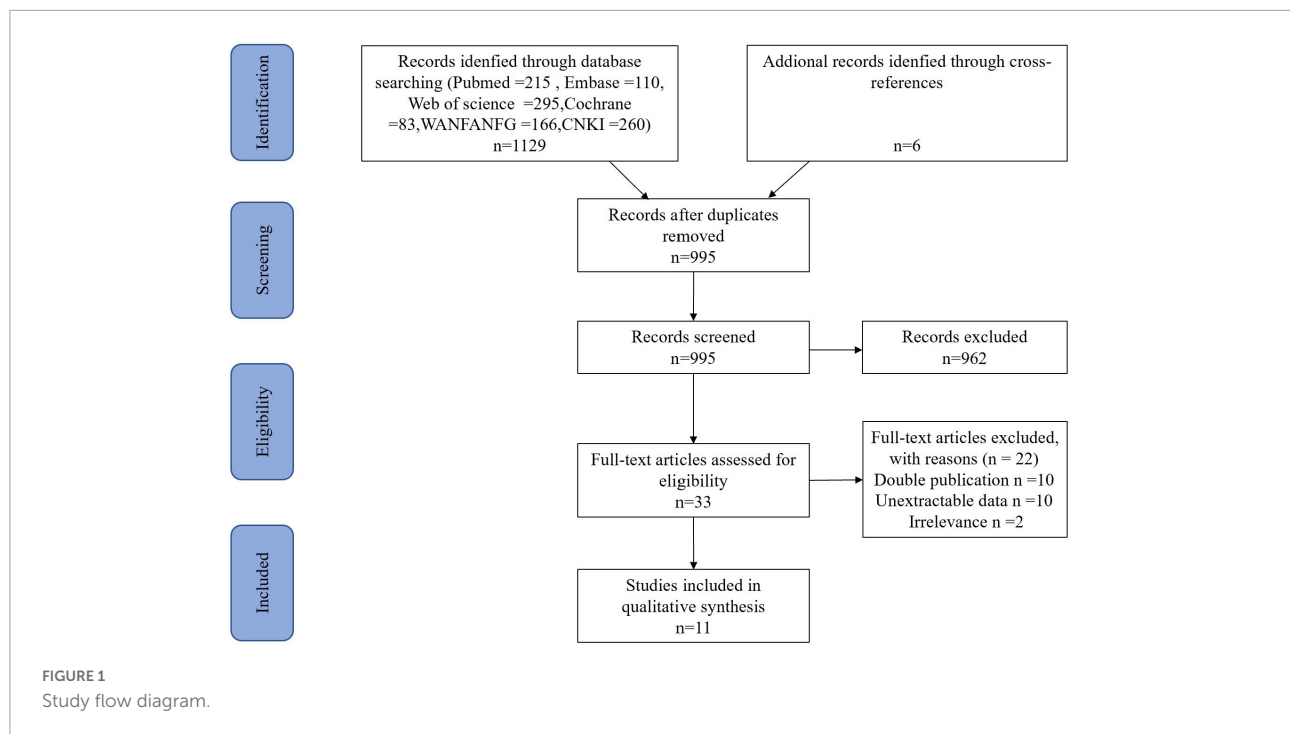 Identification
Records idenfied through database
searching (Pubmed =215 , Embase =110,
Web of science  =295,Cochrane
=83,WANFANFG =166,CNKI =260)
n=1129
Addional records idenfied through cross-
references
n=6
Screening
Records after duplicates
removed
n=995
Records screened
n=995
Records excluded
n=962
Eligibility
Full-text articles assessed for
eligibility
n=33
Full-text articles excluded,
with reasons (n = 22)
Double publication n =10
Unextractable data n =10
Irrelevance n =2
Included
Studies included in
qualitative synthesis
n=11
FIGURE 1
Study flow diagram.